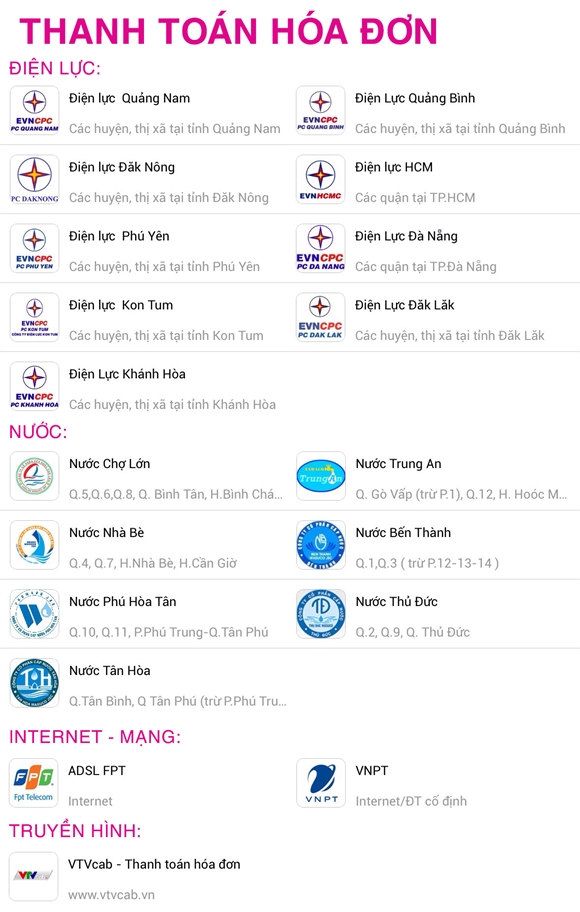 THANH TOÁN HÓA ĐƠN
ĐIỆN LỰC:
EVNCPC
PC QUANG NAM
Điện lực Quảng Nam
Các huyện, thị xã tại tỉnh Quảng Nam
EVNCPC
PC QUANG BINH
Điện Lực Quảng Bình
Các huyện, thị xã tại tỉnh Quảng Bình
PC DAKNONG
Điện lực Đăk Nông
Các huyện, thị xã tại tỉnh Đăk Nông
EVNHCMC
Điện lực HCM
Các quận tại TP.HCM
EVNCPC
PC PHU YEN
Điện lực Phú Yên
Các huyện, thị xã tại tỉnh Phú Yên
EVNCPC
PC DA NANG
Điện Lực Đà Nẵng
Các quận tại TP.Đà Nẵng
EVNCPC
PC KON TUM
CÔNG TY ĐIỆN LỰC KON TUM
Điện lực Kon Tum
Các huyện, thị xã tại tỉnh Kon Tum
EVNCPC
PC DAK LAK
Điện Lực Đăk Lăk
Các huyện, thị xã tại tỉnh Đăk Lăk
EVNCPC
PC KHANH HOA
Điện Lực Khánh Hòa
Các huyện, thị xã tại tỉnh Khánh Hòa
NƯỚC:
Nước Chợ Lớn
Q.5,Q.6,Q.8, Q. Bình Tân, H.Bình Chá...
Trung An
Nước Trung An
Q. Gò Vấp (trừ P.1), Q.12, H. Hoóc M...
Nước Nhà Bè
Q.4, Q.7, H.Nhà Bè, H.Cần Giờ
Nước Bến Thành
Q.1,Q.3 ( trừ P.12-13-14 )
Nước Phú Hòa Tân
Q.10, Q.11, P.Phú Trung-Q.Tân Phú
Nước Thủ Đức
Q.2, Q.9, Q. Thủ Đức
Nước Tân Hòa
Q.Tân Bình, Q Tân Phú (trừ P.Phú Tru...
INTERNET - MẠNG:
FPT
Fpt Telecom
ADSL FPT
Internet
VNPT
VNPT
Internet/ĐT cố định
TRUYỀN HÌNH:
VTVcab - Thanh toán hóa đơn
www.vtvcab.vn